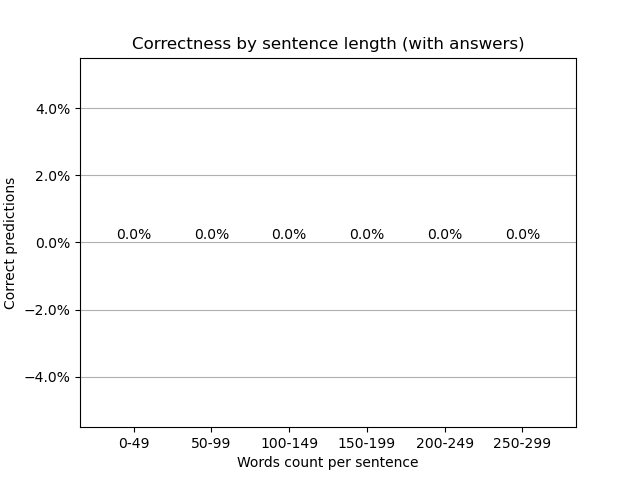 Correctness by sentence length (with answers)
4.0%
2.0%
0.0%
−2.0%
−4.0%
Correct predictions
0.0% 0.0% 0.0% 0.0% 0.0% 0.0%
0-49 50-99 100-149 150-199 200-249 250-299
Words count per sentence